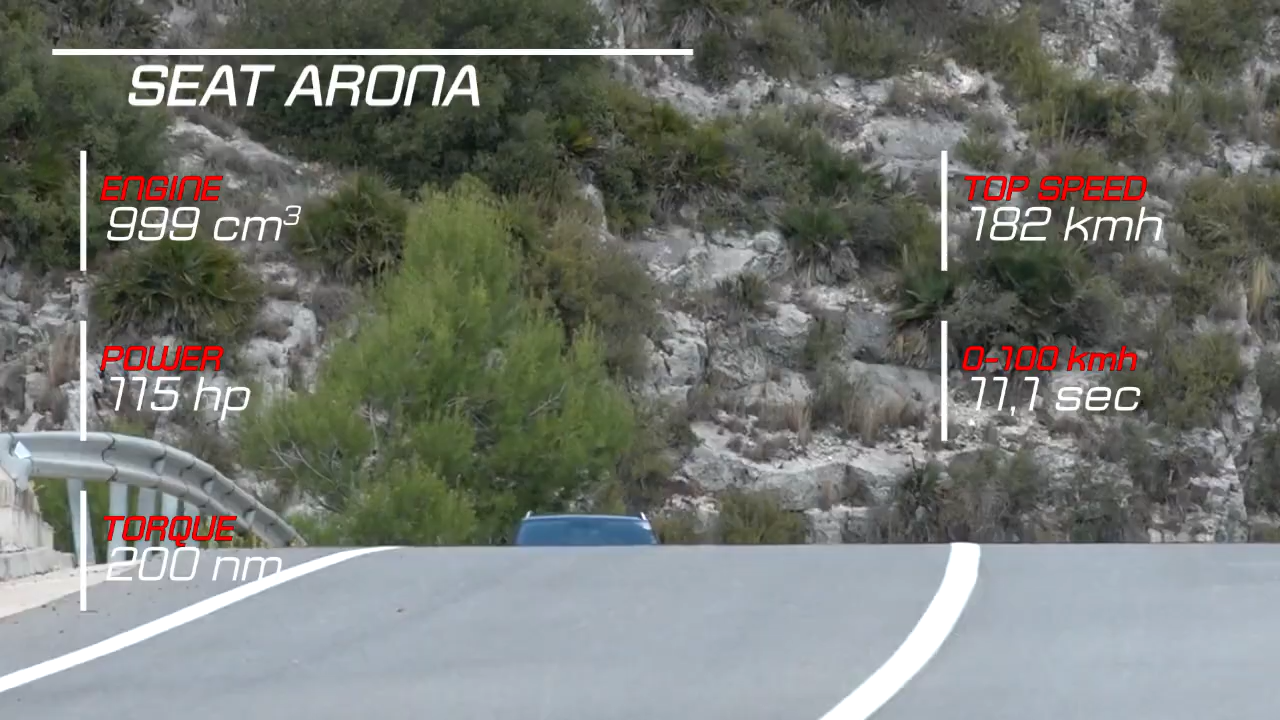 SEAT ARONA
ENGINE
999 cm³
POWER
115 hp
TORQUE
200 nm
TOP SPEED
182 kmh
0-100 kmh
11,1 sec